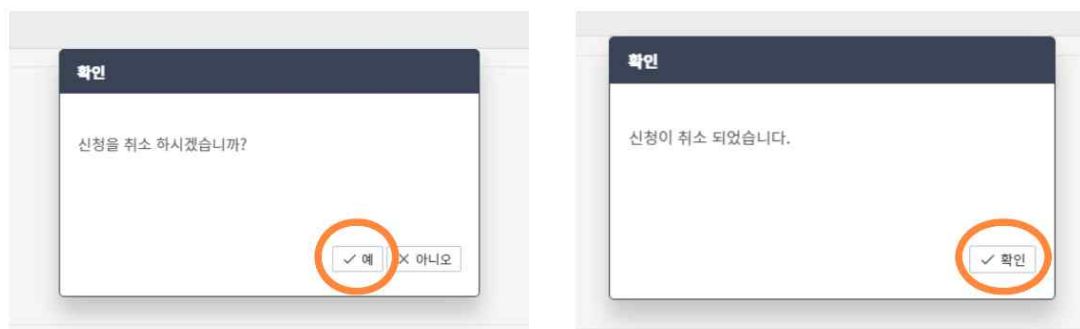 확인
신청을 취소 하시겠습니까?
✓ 예 × 아니오
확인
신청이 취소 되었습니다.
✓ 확인